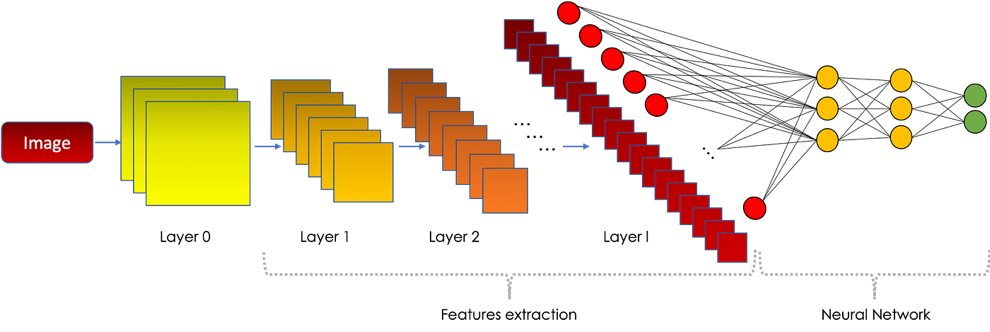 Image
Layer 0
Layer 1
Layer 2
Layer l
Features extraction
Neural Network